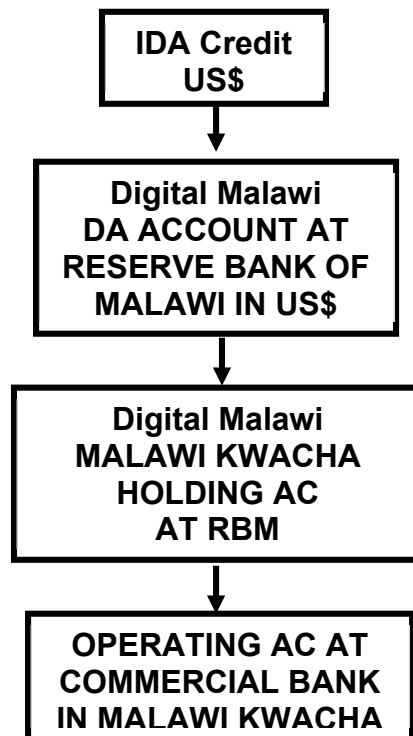 IDA Credit
US$
Digital Malawi
DA ACCOUNT AT
RESERVE BANK OF
MALAWI IN US$
Digital Malawi
MALAWI KWACHA
HOLDING AC
AT RBM
OPERATING AC AT
COMMERCIAL BANK
IN MALAWI KWACHA